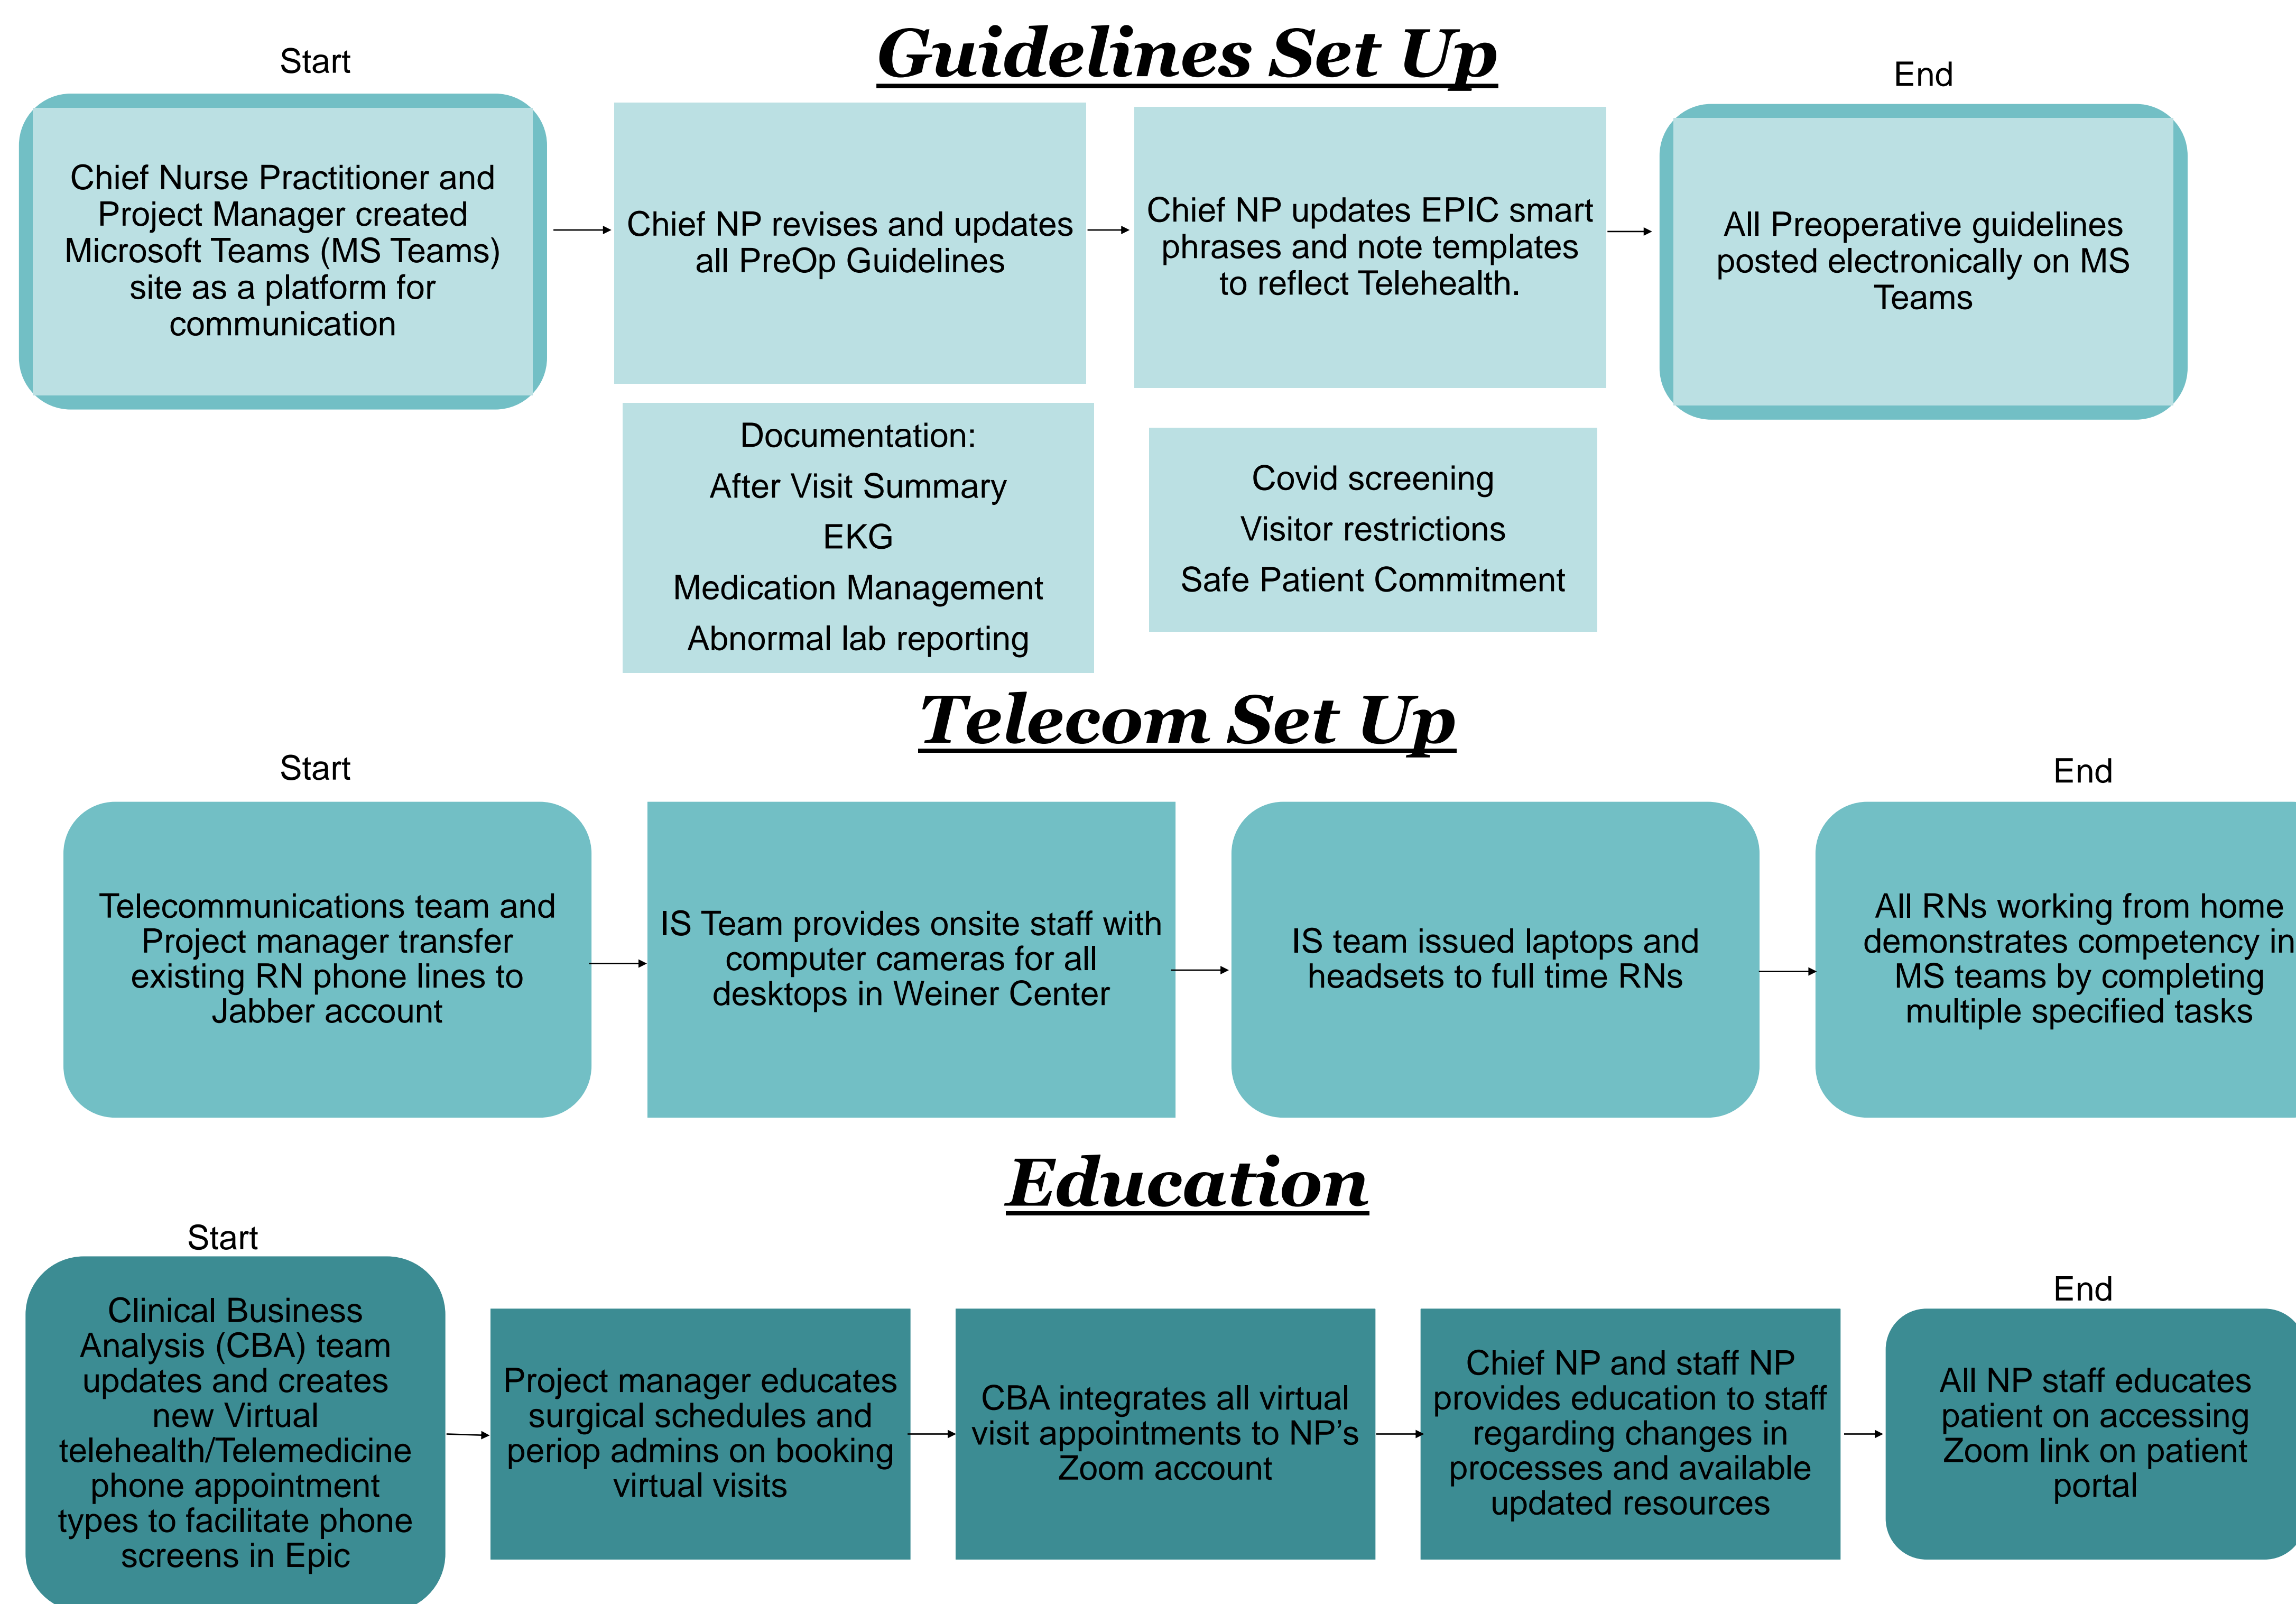 Guidelines Set Up
Start
End
Chief Nurse Practitioner and
Project Manager created
Microsoft Teams (MS Teams)
site as a platform for
communication
Chief NP revises and updates
all PreOp Guidelines
Chief NP updates EPIC smart
phrases and note templates
to reflect Telehealth.
All Preoperative guidelines
posted electronically on MS
Teams
Documentation:
After Visit Summary
EKG
Medication Management
Abnormal lab reporting
Covid screening
Visitor restrictions
Safe Patient Commitment
Telecom Set Up
Start
End
Telecommunications team and
Project manager transfer
existing RN phone lines to
Jabber account
IS Team provides onsite staff with
computer cameras for all
desktops in Weiner Center
IS team issued laptops and
headsets to full time RNs
All RNs working from home
demonstrates competency in
MS teams by completing
multiple specified tasks
Education
Start
End
Clinical Business
Analysis (CBA) team
updates and creates
new Virtual
telehealth/Telemedicine
phone appointment
types to facilitate phone
screens in Epic
Project manager educates
surgical schedules and
periop admins on booking
virtual visits
CBA integrates all virtual
visit appointments to NP’s
Zoom account
Chief NP and staff NP
provides education to staff
regarding changes in
processes and available
updated resources
All NP staff educates
patient on accessing
Zoom link on patient
portal